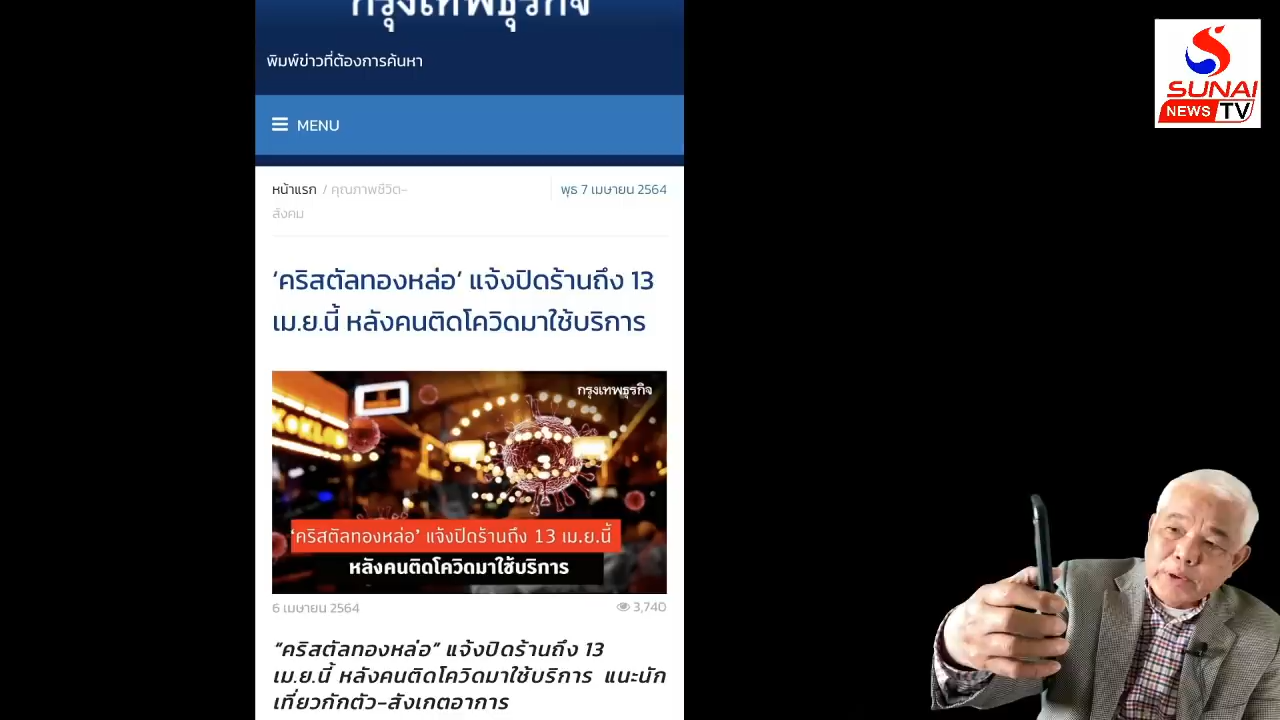 กรุงเทพธุรกิจ
พิมพ์ข่าวที่ต้องการค้นหา
MENU
หน้าแรก / คุณภาพชีวิต-
สังคม
พุธ 7 เมษายน 2564
‘คริสตัลทองหล่อ’ แจ้งปิดร้านถึง 13
เม.ย.นี้ หลังคนติดโควิดมาใช้บริการ
กรุงเทพธุรกิจ
‘คริสตัลทองหล่อ’ แจ้งปิดร้านถึง 13 เม.ย.นี้
หลังคนติดโควิดมาใช้บริการ
6 เมษายน 2564
3,740
“คริสตัลทองหล่อ” แจ้งปิดร้านถึง 13
เม.ย.นี้ หลังคนติดโควิดมาใช้บริการ แนะนัก
เที่ยวกักตัว-สังเกตอาการ
SUNAI
NEWS TV